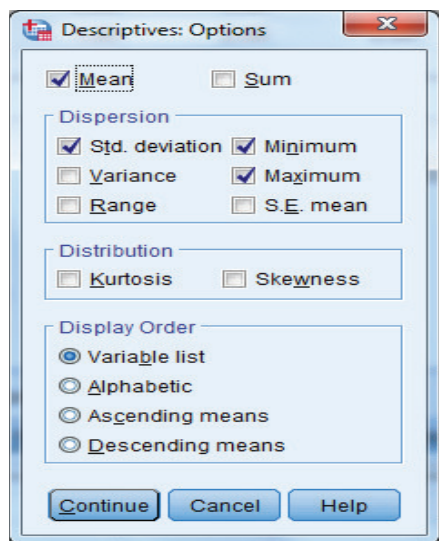 Descriptives: Options
Mean Sum
Dispersion
Std. deviation Minimum
Variance Maximum
Range S.E. mean
Distribution
Kurtosis Skewness
Display Order
Variable list
Alphabetic
Ascending means
Descending means
Continue Cancel Help